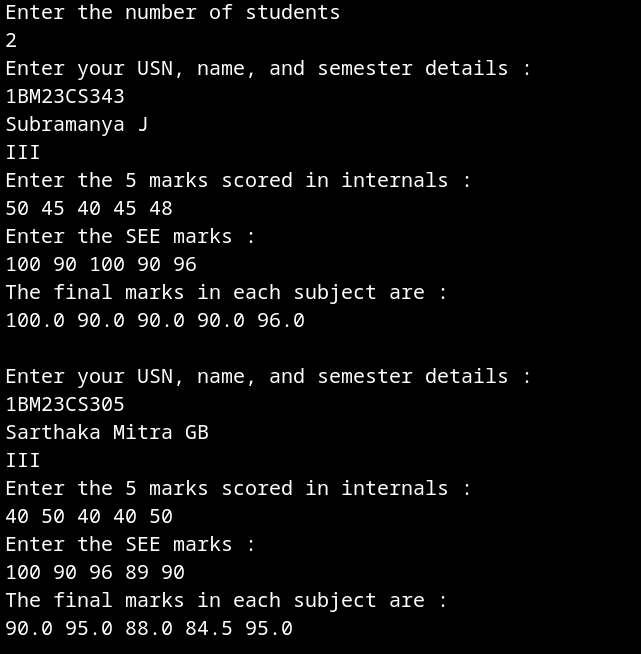 Enter the number of students
2
Enter your USN, name, and semester details :
1BM23CS343
Subramanya J
III
Enter the 5 marks scored in internals :
50 45 40 45 48
Enter the SEE marks :
100 90 100 90 96
The final marks in each subject are :
100.0 90.0 90.0 90.0 96.0
Enter your USN, name, and semester details :
1BM23CS305
Sarthaka Mitra GB
III
Enter the 5 marks scored in internals :
40 50 40 40 50
Enter the SEE marks :
100 90 96 89 90
The final marks in each subject are :
90.0 95.0 88.0 84.5 95.0